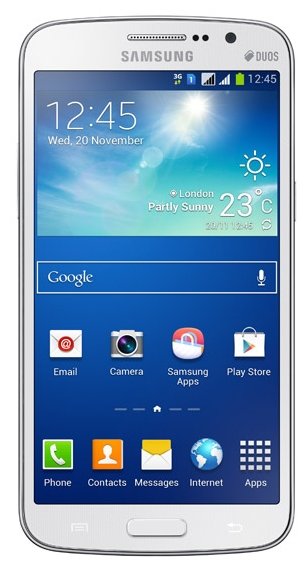 SAMSUNG
DUOS
3G 1 12:45
12:45
Wed, 20 November
London
Partly Sunny
23°C
20/11 12:45
Google
@
Email
Camera
Samsung Apps
Play Store
Phone
Contacts
Messages
Internet
Apps